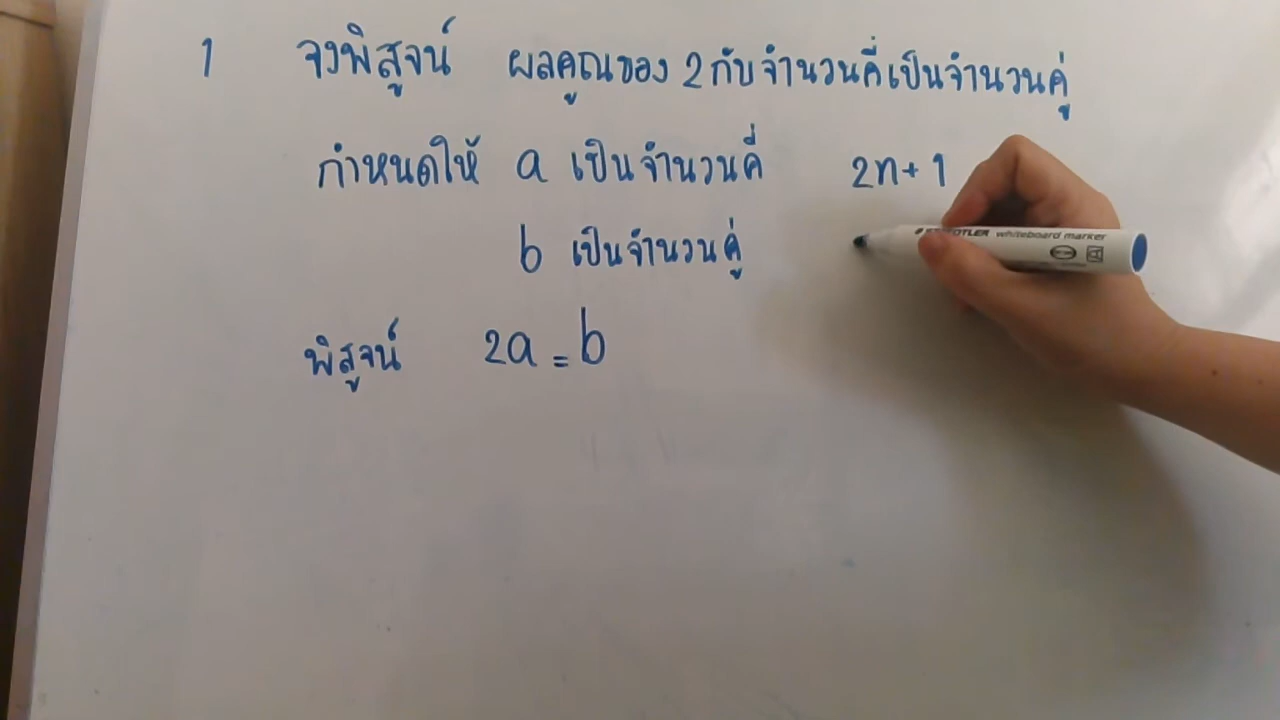 1 จงพิสูจน์ ผลคูณของ 2 กับจำนวนคี่เป็นจำนวนคู่
กำหนดให้ a เป็นจำนวนคี่ 2n+1
b เป็นจำนวนคู่
STAEDTLER whiteboard marker
พิสูจน์ 2a = b